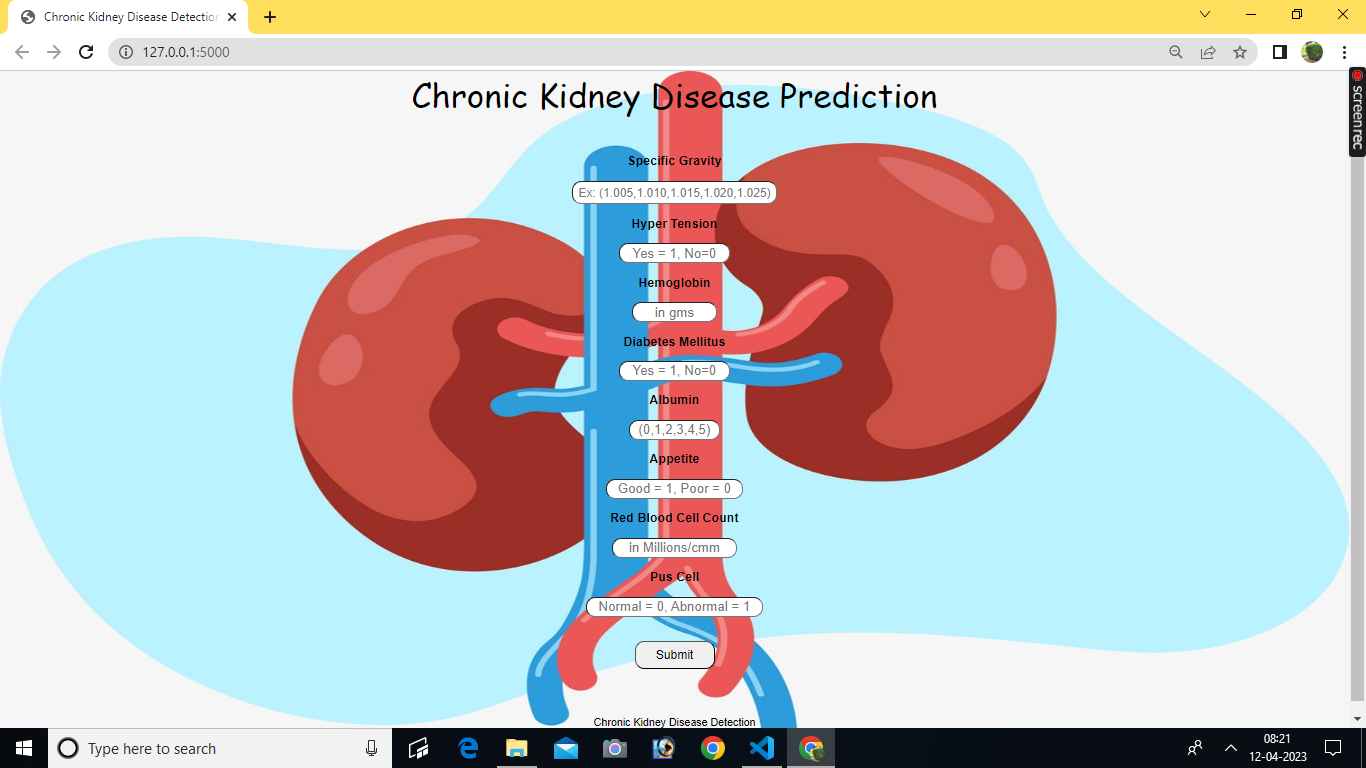 Chronic Kidney Disease Detection
127.0.0.1:5000
screenrec
Chronic Kidney Disease Prediction
Specific Gravity
Ex: (1.005,1.010,1.015,1.020,1.025)
Hyper Tension
Yes = 1, No=0
Hemoglobin
in gms
Diabetes Mellitus
Yes = 1, No=0
Albumin
(0,1,2,3,4,5)
Appetite
Good = 1, Poor = 0
Red Blood Cell Count
in Millions/cmm
Pus Cell
Normal = 0, Abnormal = 1
Submit
Chronic Kidney Disease Detection
Type here to search
08:21
12-04-2023